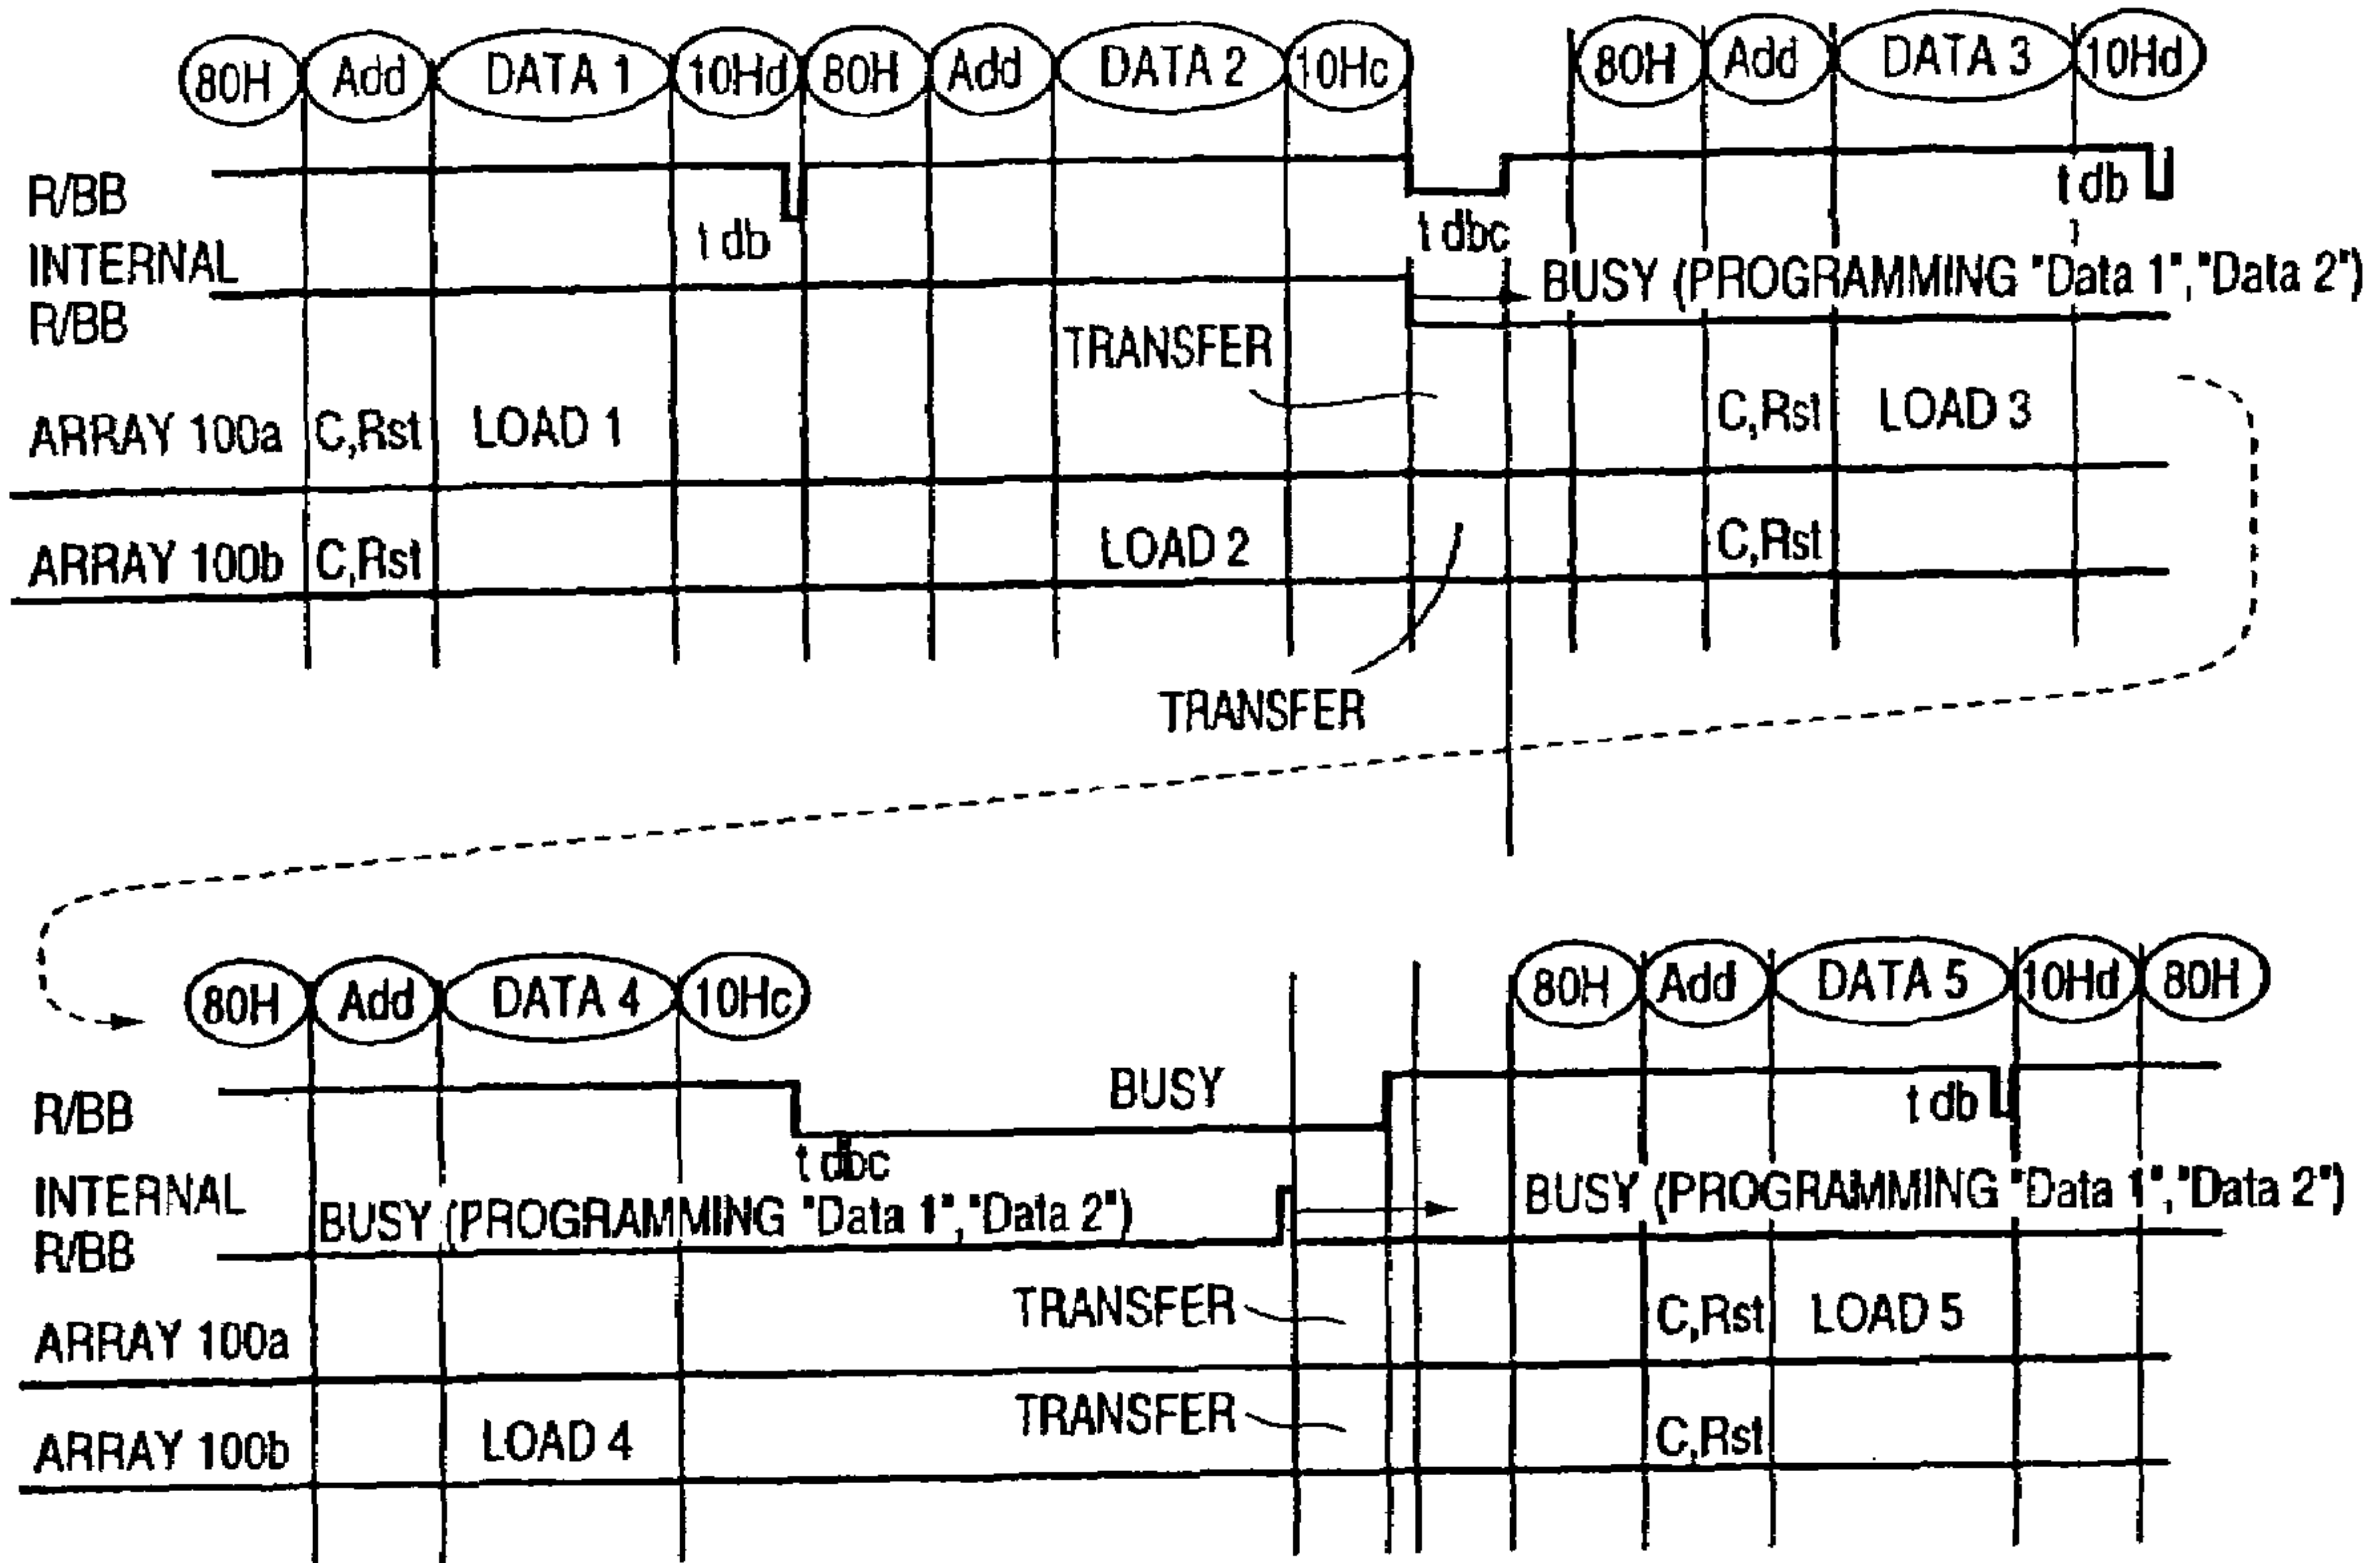 80H Add DATA 1 10Hd 80H Add DATA 2 10Hc 80H Add DATA 3 10Hd
R/BB
t db
t dbc
t db
INTERNAL
R/BB
BUSY (PROGRAMMING "Data 1","Data 2")
TRANSFER
ARRAY 100a C,Rst LOAD 1 C,Rst LOAD 3
ARRAY 100b C,Rst LOAD 2 C,Rst
TRANSFER
80H Add DATA 4 10Hc 80H Add DATA 5 10Hd 80H
R/BB
BUSY
t db
t dbc
INTERNAL
R/BB
BUSY (PROGRAMMING "Data 1","Data 2")
BUSY (PROGRAMMING "Data 1","Data 2")
ARRAY 100a TRANSFER C,Rst LOAD 5
ARRAY 100b LOAD 4 TRANSFER C,Rst